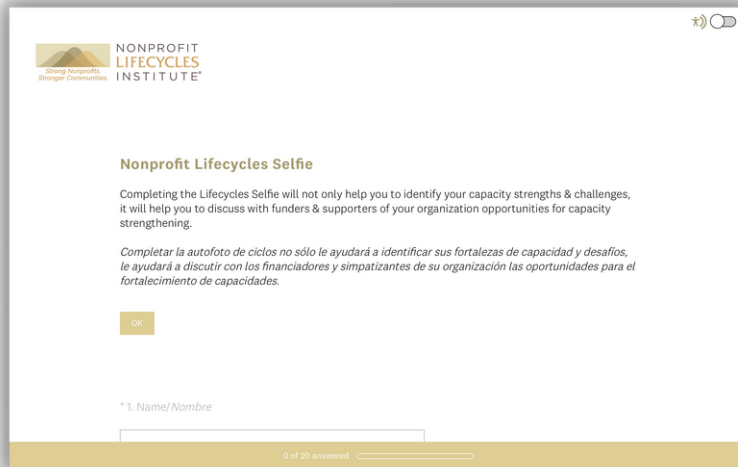 NONPROFIT
LIFECYCLES
INSTITUTE®
Strong Nonprofits.
Stronger Communities.
Nonprofit Lifecycles Selfie
Completing the Lifecycles Selfie will not only help you to identify your capacity strengths & challenges,
it will help you to discuss with funders & supporters of your organization opportunities for capacity
strengthening.
Completar la autofoto de ciclos no sólo le ayudará a identificar sus fortalezas de capacidad y desafíos,
le ayudará a discutir con los financiadores y simpatizantes de su organización las oportunidades para el
fortalecimiento de capacidades.
OK
* 1. Name/Nombre
0 of 20 answered